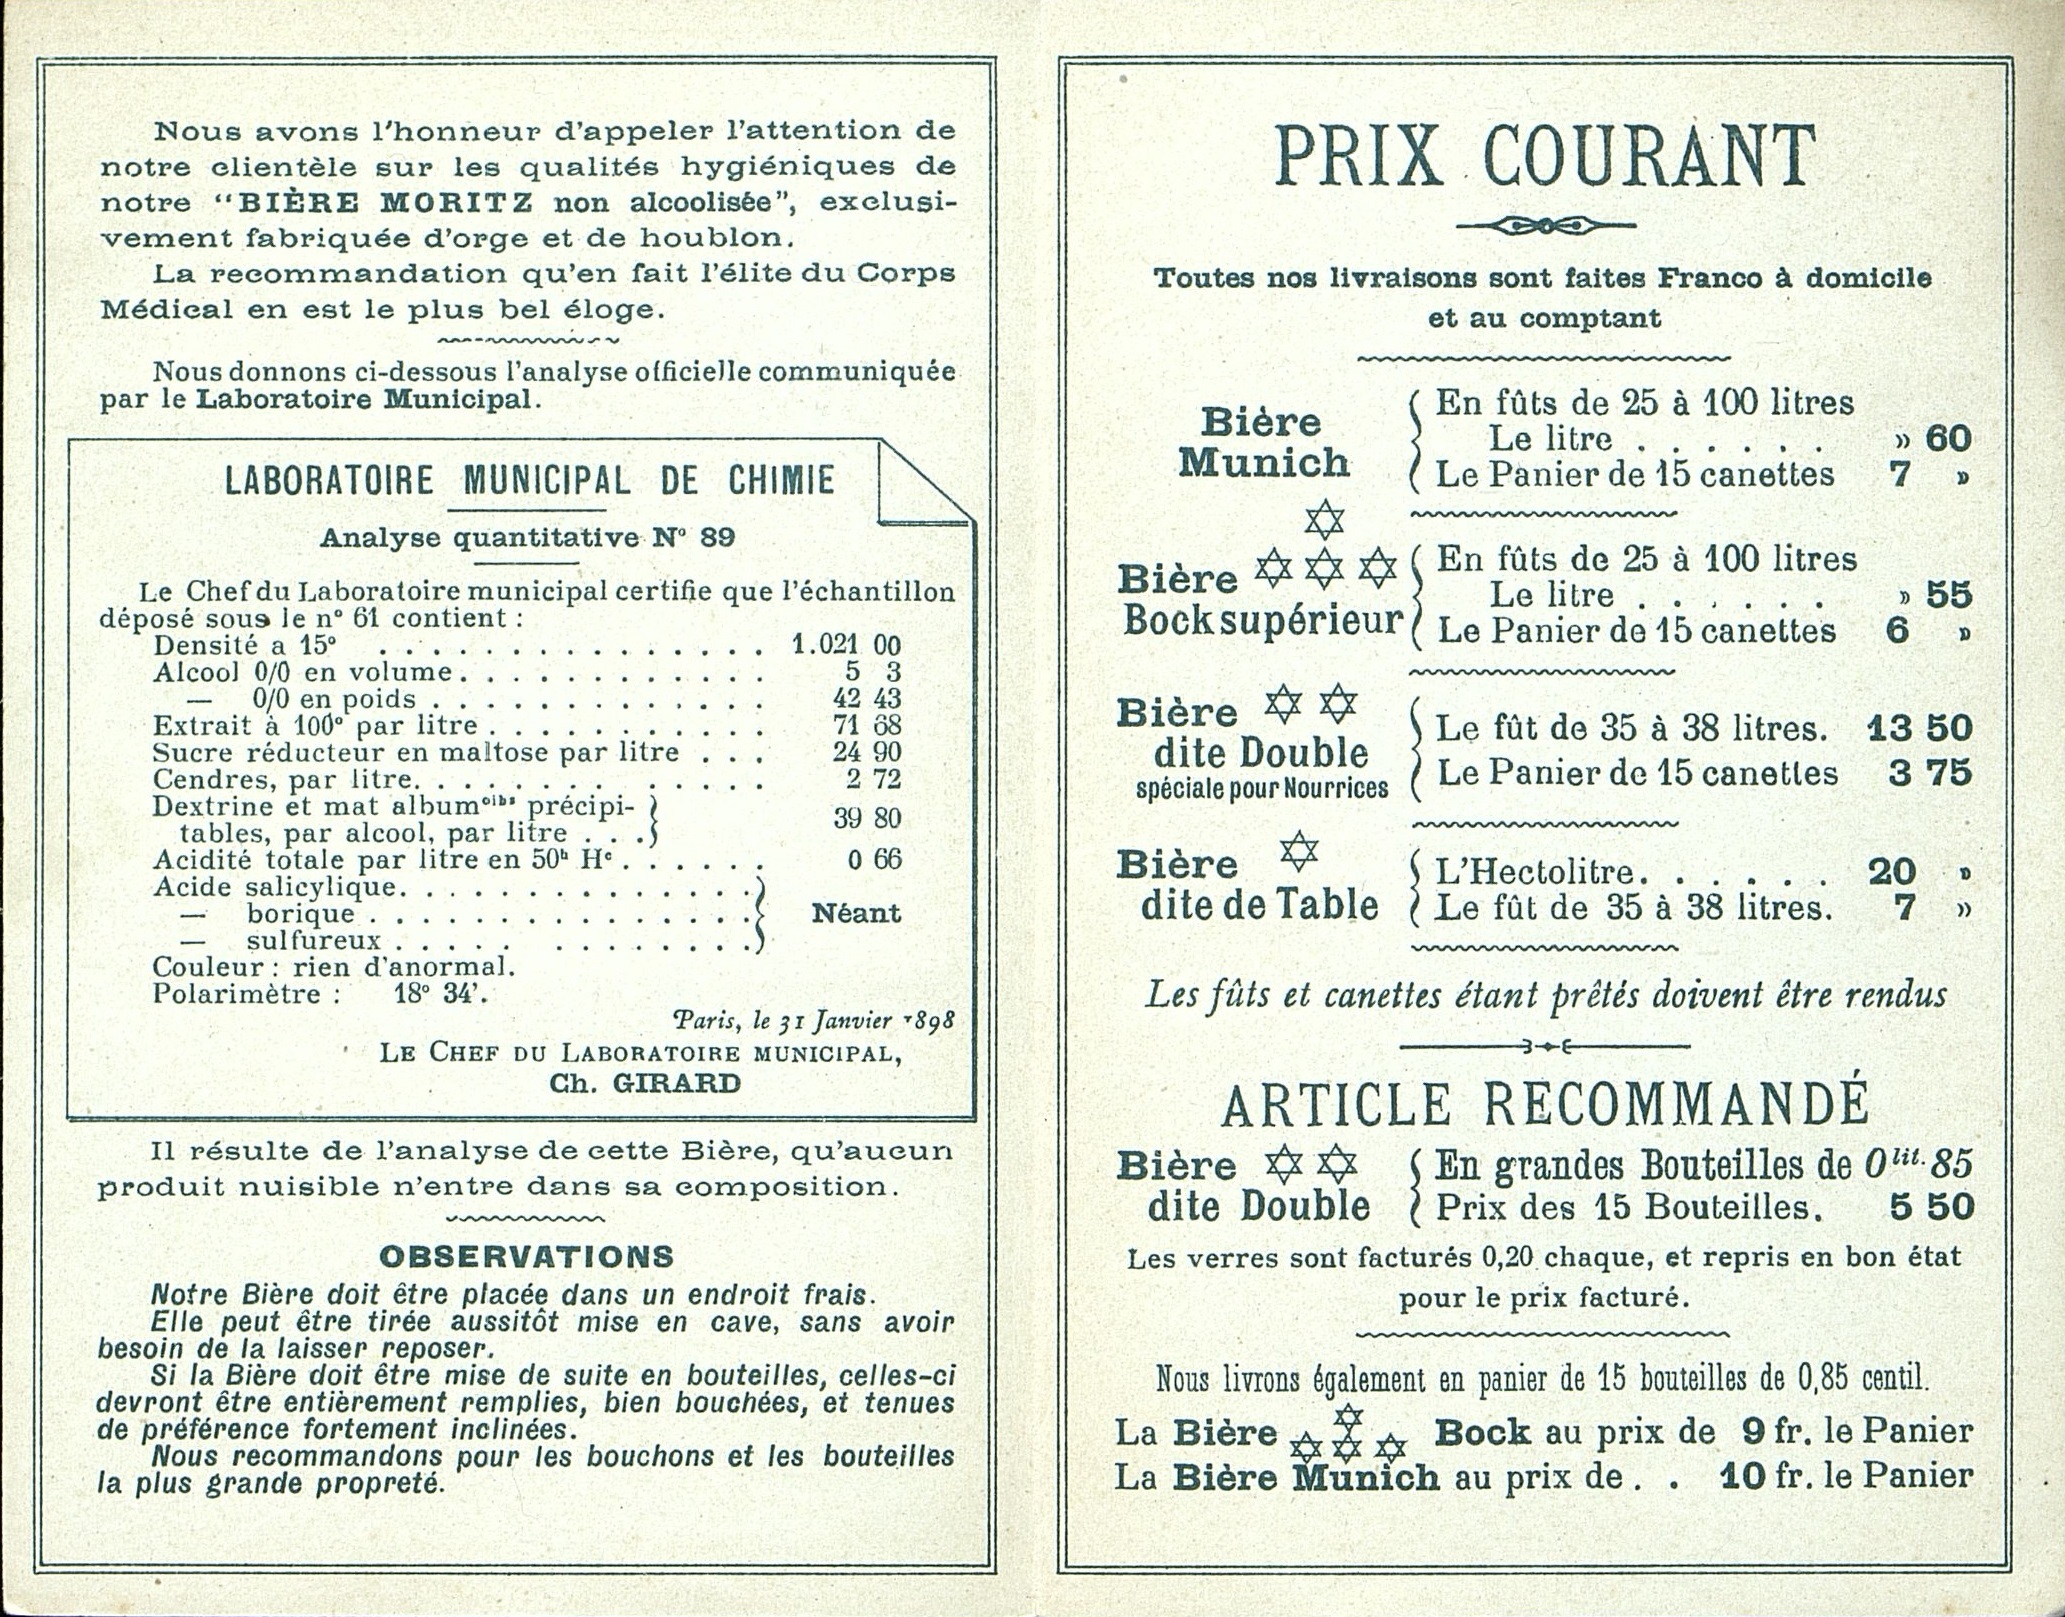 Nous avons l'honneur d'appeler l'attention de
notre clientèle sur les qualités hygiéniques de
notre "BIÈRE MORITZ non alcoolisée", exclusi-
vement fabriquée d'orge et de houblon.
La recommandation qu'en fait l'élite du Corps
Médical en est le plus bel éloge.
Nous donnons ci-dessous l'analyse officielle communiquée
par le Laboratoire Municipal.
LABORATOIRE MUNICIPAL DE CHIMIE
Analyse quantitative N° 89
Le Chef du Laboratoire municipal certifie que l'échantillon
déposé sous le n° 61 contient :
Densité a 15° . . . . . . . . . . . . . . . 1.021 00
Alcool 0/0 en volume . . . . . . . . . . . . 5 3
— 0/0 en poids . . . . . . . . . . . . . 42 43
Extrait à 100° par litre . . . . . . . . . . . 71 68
Sucre réducteur en maltose par litre . . . 24 90
Cendres, par litre. . . . . . . . . . . . . . 2 72
Dextrine et mat album°ibˢ précipi-
tables, par alcool, par litre . . . 39 80
Acidité totale par litre en 50ʰ Hᵉ . . . . . . 0 66
Acide salicylique. . . . . . . . . . . . . .
— borique . . . . . . . . . . . . . . . Néant
— sulfureux . . . . . . . . . . . . .
Couleur : rien d'anormal.
Polarimètre : 18° 34'.
Paris, le 31 Janvier 1898
LE CHEF DU LABORATOIRE MUNICIPAL,
Ch. GIRARD
Il résulte de l'analyse de cette Bière, qu'aucun
produit nuisible n'entre dans sa composition.
OBSERVATIONS
Notre Bière doit être placée dans un endroit frais.
Elle peut être tirée aussitôt mise en cave, sans avoir
besoin de la laisser reposer.
Si la Bière doit être mise de suite en bouteilles, celles-ci
devront être entièrement remplies, bien bouchées, et tenues
de préférence fortement inclinées.
Nous recommandons pour les bouchons et les bouteilles
la plus grande propreté.
PRIX COURANT
Toutes nos livraisons sont faites Franco à domicile
et au comptant
Bière Munich
En fûts de 25 à 100 litres
Le litre . . . . . . » 60
Le Panier de 15 canettes 7 »
Bière ✡ ✡ ✡ ✡
Bock supérieur
En fûts de 25 à 100 litres
Le litre . . . . . . » 55
Le Panier de 15 canettes 6 »
Bière ✡ ✡
dite Double
spéciale pour Nourrices
Le fût de 35 à 38 litres. 13 50
Le Panier de 15 canettes 3 75
Bière ✡
dite de Table
L'Hectolitre. . . . . . 20 »
Le fût de 35 à 38 litres. 7 »
Les fûts et canettes étant prêtés doivent être rendus
ARTICLE RECOMMANDÉ
Bière ✡ ✡
dite Double
En grandes Bouteilles de 0 lit. 85
Prix des 15 Bouteilles. 5 50
Les verres sont facturés 0,20 chaque, et repris en bon état
pour le prix facturé.
Nous livrons également en panier de 15 bouteilles de 0,85 centil.
La Bière ✡ ✡ ✡ ✡ Bock au prix de 9 fr. le Panier
La Bière Munich au prix de . . 10 fr. le Panier